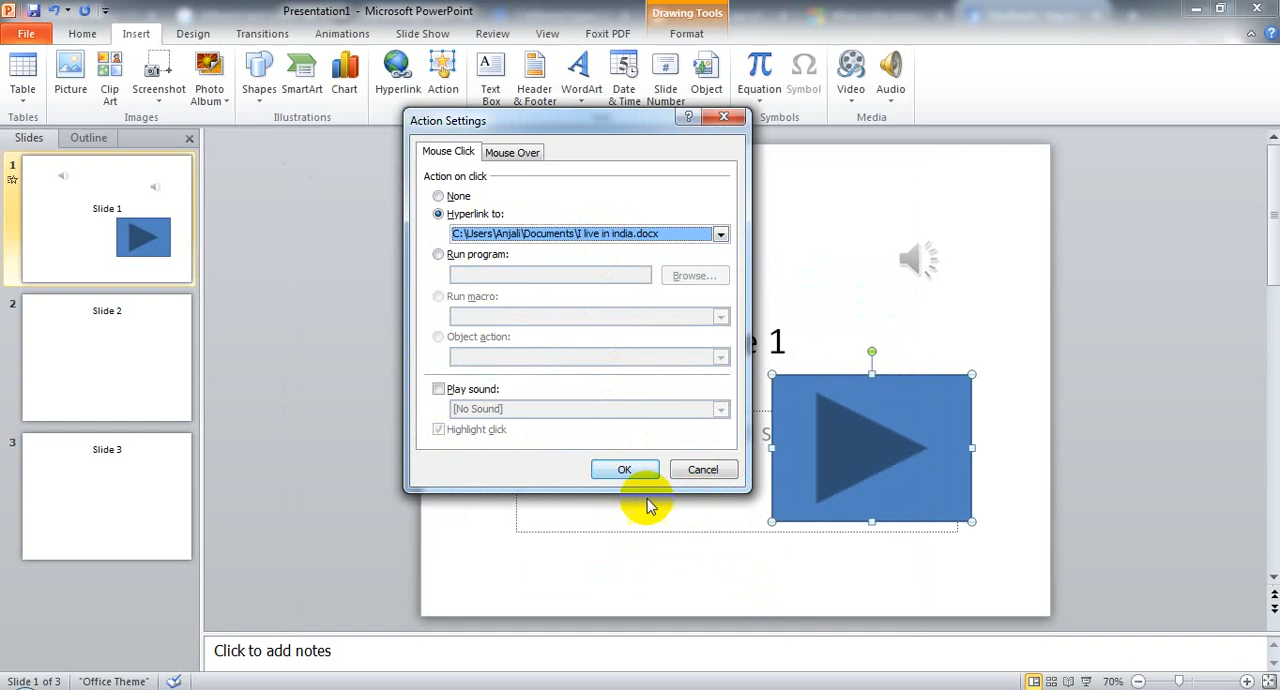 Presentation1 - Microsoft PowerPoint
Drawing Tools
File Home Insert Design Transitions Animations Slide Show Review View Foxit PDF Format
Table Picture Clip Art Screenshot Photo Album Shapes SmartArt Chart Hyperlink Action Text Box Header & Footer WordArt Date & Time Slide Number Object Equation Symbol Video Audio
Tables Images Illustrations Symbols Media
Slides Outline
Action Settings
Mouse Click Mouse Over
Action on click
None
Hyperlink to:
C:\Users\Anjali\Documents\I live in india.docx
Run program:
Browse...
Run macro:
Object action:
Play sound:
[No Sound]
Highlight click
OK Cancel
1
Slide 1
2
Slide 2
3
Slide 3
e 1
S
Click to add notes
Slide 1 of 3 "Office Theme" 70%